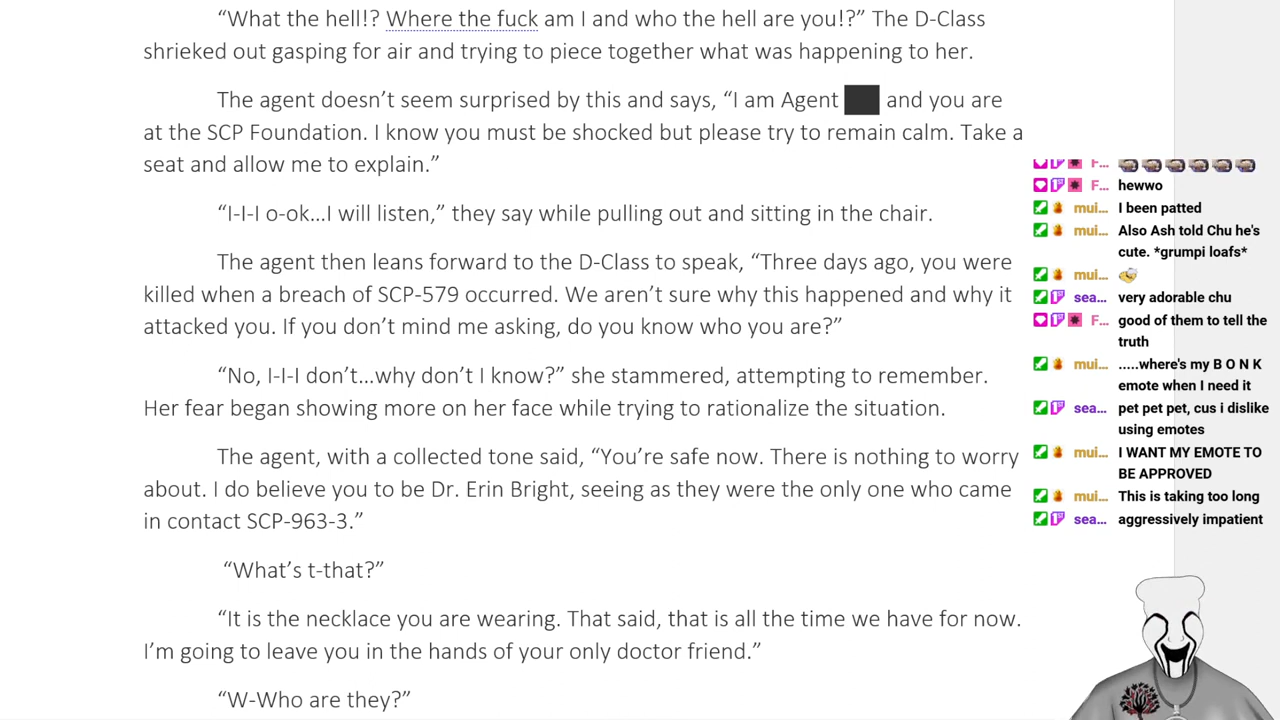 “What the hell!? Where the fuck am I and who the hell are you!?” The D-Class
shrieked out gasping for air and trying to piece together what was happening to her.
The agent doesn’t seem surprised by this and says, “I am Agent and you are
at the SCP Foundation. I know you must be shocked but please try to remain calm. Take a
seat and allow me to explain.”
“I-I-I o-ok...I will listen,” they say while pulling out and sitting in the chair.
The agent then leans forward to the D-Class to speak, “Three days ago, you were
killed when a breach of SCP-579 occurred. We aren’t sure why this happened and why it
attacked you. If you don’t mind me asking, do you know who you are?”
“No, I-I-I don’t...why don’t I know?” she stammered, attempting to remember.
Her fear began showing more on her face while trying to rationalize the situation.
The agent, with a collected tone said, “You’re safe now. There is nothing to worry
about. I do believe you to be Dr. Erin Bright, seeing as they were the only one who came
in contact SCP-963-3.”
“What’s t-that?”
“It is the necklace you are wearing. That said, that is all the time we have for now.
I’m going to leave you in the hands of your only doctor friend.”
“W-Who are they?”
F...
F... hewwo
mui... I been patted
mui... Also Ash told Chu he's
cute. *grumpi loafs*
mui...
sea... very adorable chu
F... good of them to tell the
truth
mui... .....where's my B O N K
emote when I need it
sea... pet pet pet, cus i dislike
using emotes
mui... I WANT MY EMOTE TO
BE APPROVED
mui... This is taking too long
sea... aggressively impatient